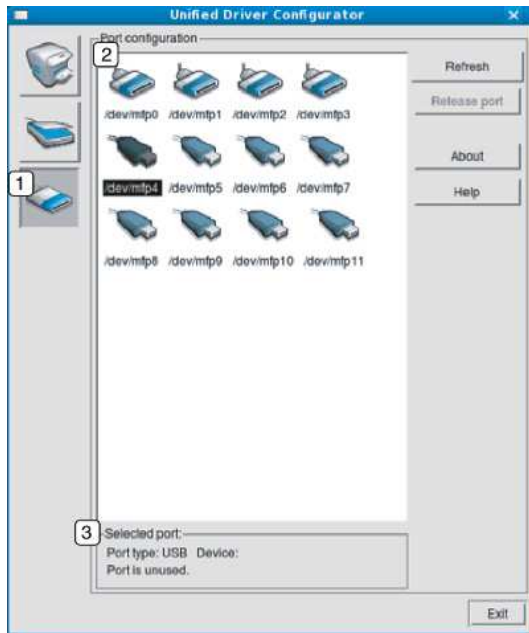 Unified Driver Configurator
Port configuration
2
Refresh
/dev/mfp0 /dev/mfp1 /dev/mfp2 /dev/mfp3
Release port
About
1
/dev/mfp4 /dev/mfp5 /dev/mfp6 /dev/mfp7
Help
/dev/mfp8 /dev/mfp9 /dev/mfp10 /dev/mfp11
3
Selected port:
Port type: USB Device:
Port is unused.
Exit